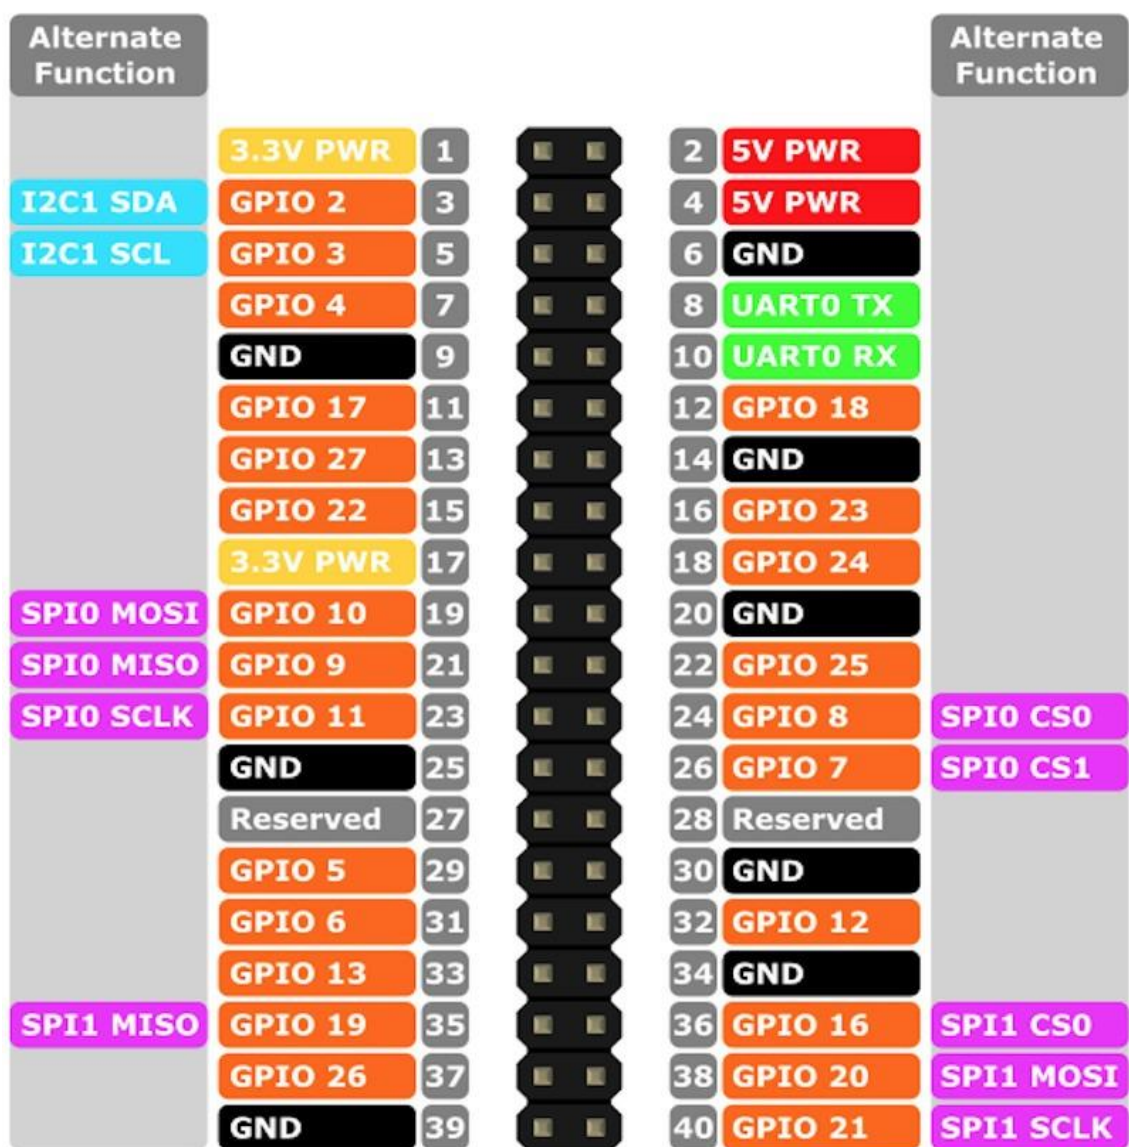 Alternate Function
Alternate Function
3.3V PWR 1 2 5V PWR
I2C1 SDA GPIO 2 3 4 5V PWR
I2C1 SCL GPIO 3 5 6 GND
GPIO 4 7 8 UART0 TX
GND 9 10 UART0 RX
GPIO 17 11 12 GPIO 18
GPIO 27 13 14 GND
GPIO 22 15 16 GPIO 23
3.3V PWR 17 18 GPIO 24
SPI0 MOSI GPIO 10 19 20 GND
SPI0 MISO GPIO 9 21 22 GPIO 25
SPI0 SCLK GPIO 11 23 24 GPIO 8 SPI0 CS0
GND 25 26 GPIO 7 SPI0 CS1
Reserved 27 28 Reserved
GPIO 5 29 30 GND
GPIO 6 31 32 GPIO 12
GPIO 13 33 34 GND
SPI1 MISO GPIO 19 35 36 GPIO 16 SPI1 CS0
GPIO 26 37 38 GPIO 20 SPI1 MOSI
GND 39 40 GPIO 21 SPI1 SCLK